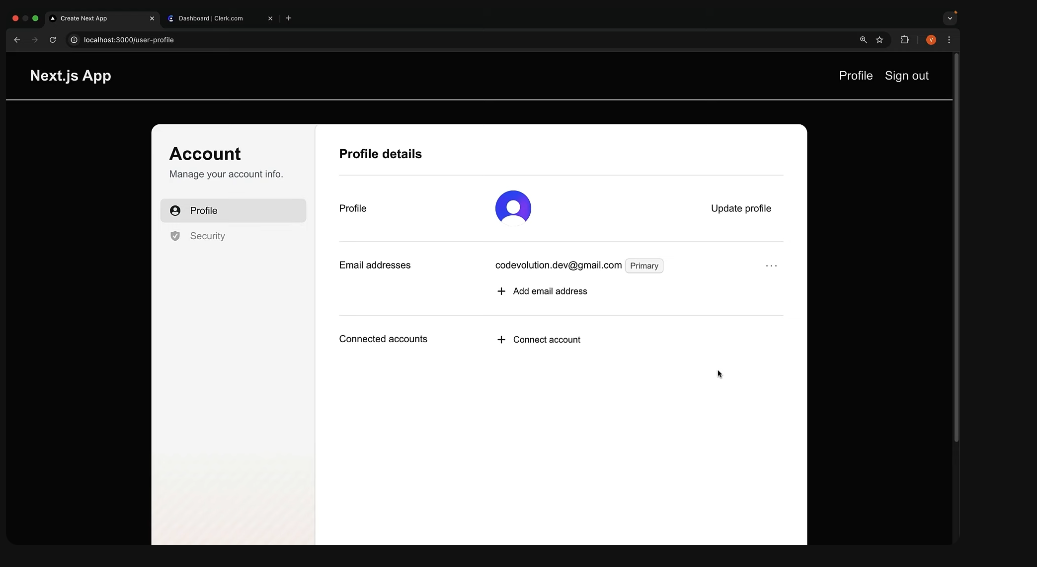 Create Next App
Dashboard | Clerk.com
localhost:3000/user-profile
Next.js App
Profile
Sign out
Account
Manage your account info.
Profile
Security
Profile details
Profile
Update profile
Email addresses
codevolution.dev@gmail.com
Primary
Add email address
Connected accounts
Connect account